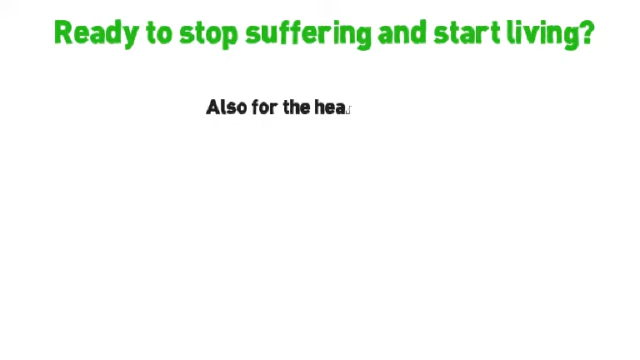 Ready to stop suffering and start living?
Also for the hea